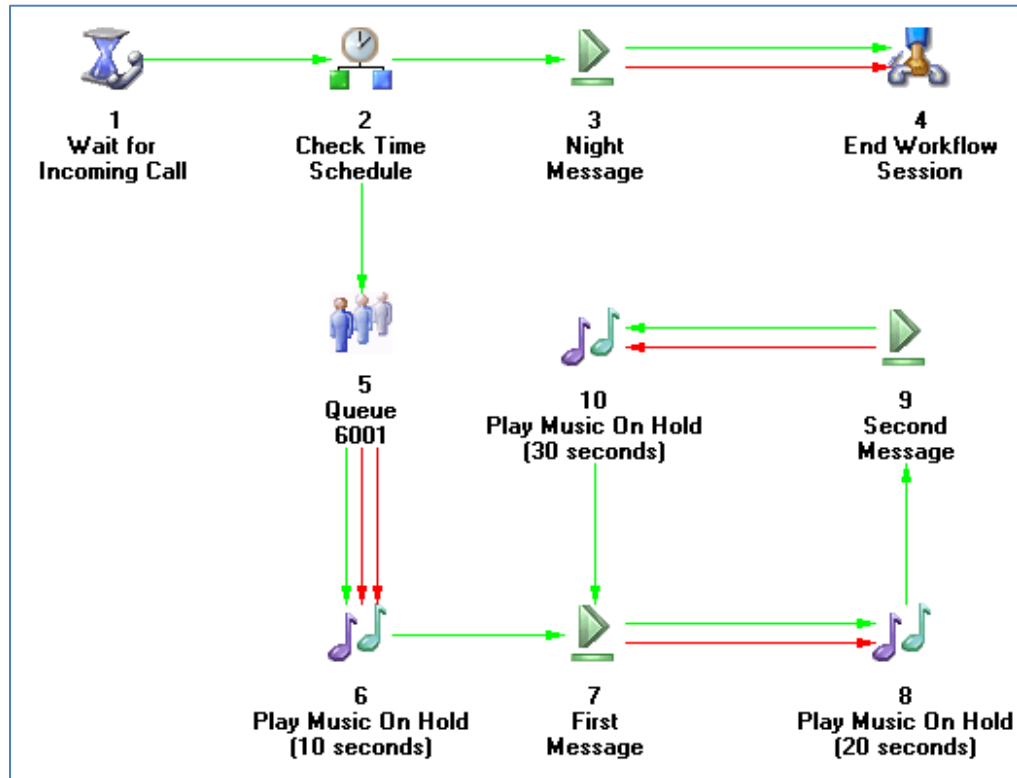 1
Wait for
Incoming Call
2
Check Time
Schedule
3
Night
Message
4
End Workflow
Session
5
Queue
6001
10
Play Music On Hold
(30 seconds)
9
Second
Message
6
Play Music On Hold
(10 seconds)
7
First
Message
8
Play Music On Hold
(20 seconds)